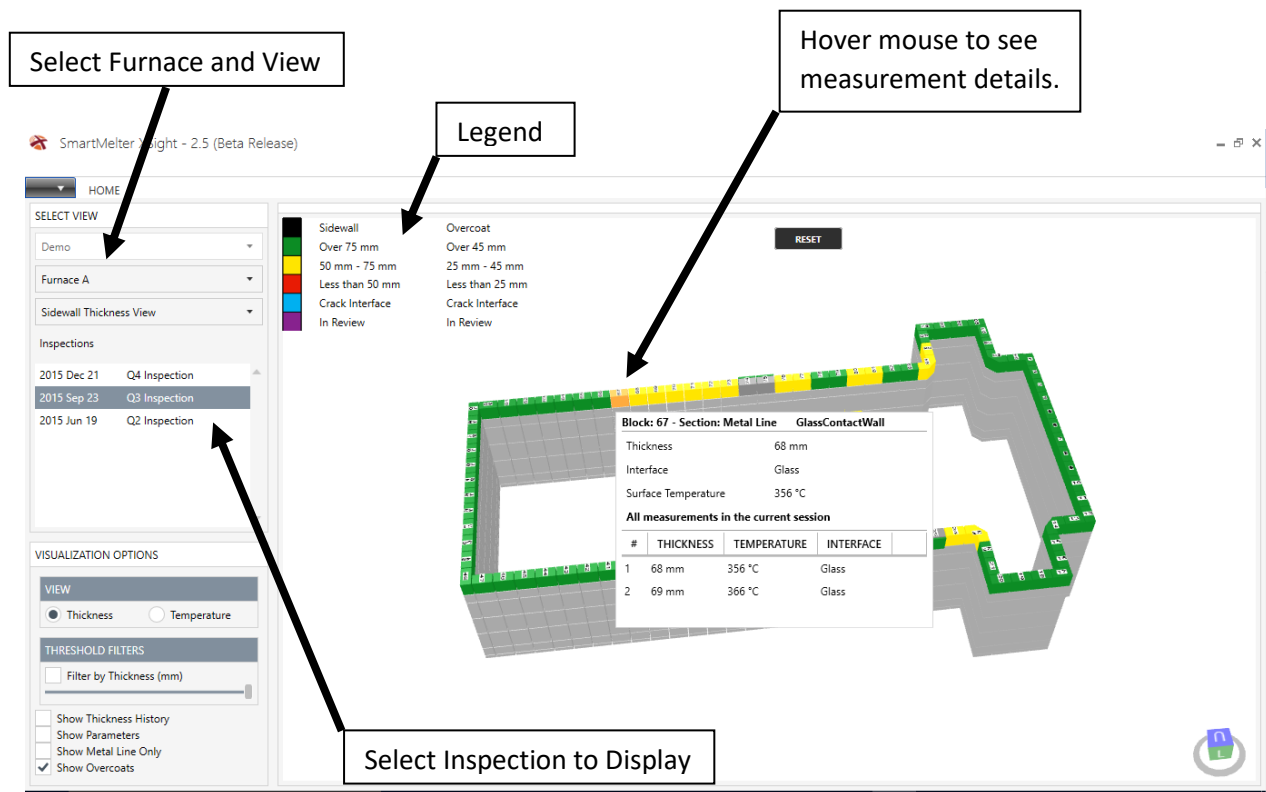 Select Furnace and View
Hover mouse to see
measurement details.
Legend
SmartMelter XSight - 2.5 (Beta Release)
HOME
SELECT VIEW
Demo
Furnace A
Sidewall Thickness View
Inspections
2015 Dec 21 Q4 Inspection
2015 Sep 23 Q3 Inspection
2015 Jun 19 Q2 Inspection
VISUALIZATION OPTIONS
VIEW
Thickness Temperature
THRESHOLD FILTERS
Filter by Thickness (mm)
Show Thickness History
Show Parameters
Show Metal Line Only
Show Overcoats
Sidewall Overcoat
Over 75 mm Over 45 mm
50 mm - 75 mm 25 mm - 45 mm
Less than 50 mm Less than 25 mm
Crack Interface Crack Interface
In Review In Review
RESET
Block: 67 - Section: Metal Line GlassContactWall
Thickness 68 mm
Interface Glass
Surface Temperature 356 °C
All measurements in the current session
# THICKNESS TEMPERATURE INTERFACE
1 68 mm 356 °C Glass
2 69 mm 366 °C Glass
Select Inspection to Display